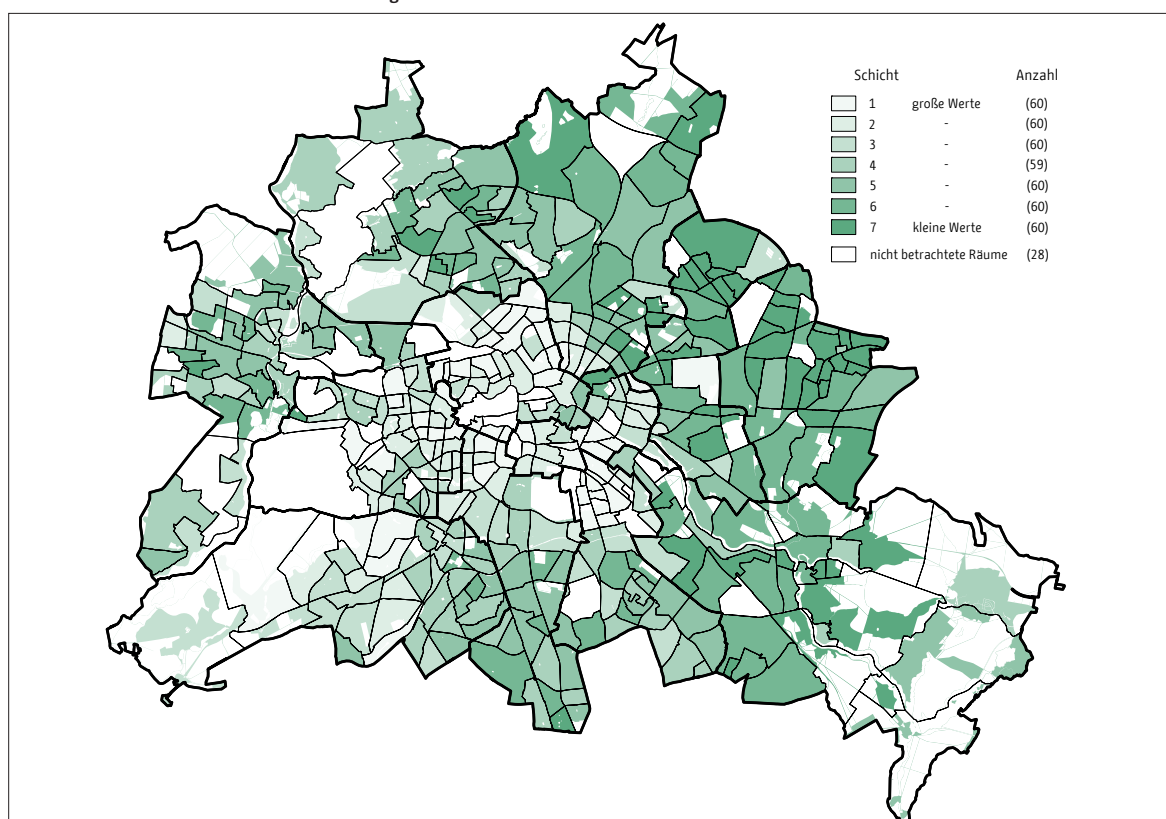 g
Schicht Anzahl
1 große Werte (60)
2 - (60)
3 - (60)
4 - (59)
5 - (60)
6 - (60)
7 kleine Werte (60)
nicht betrachtete Räume (28)